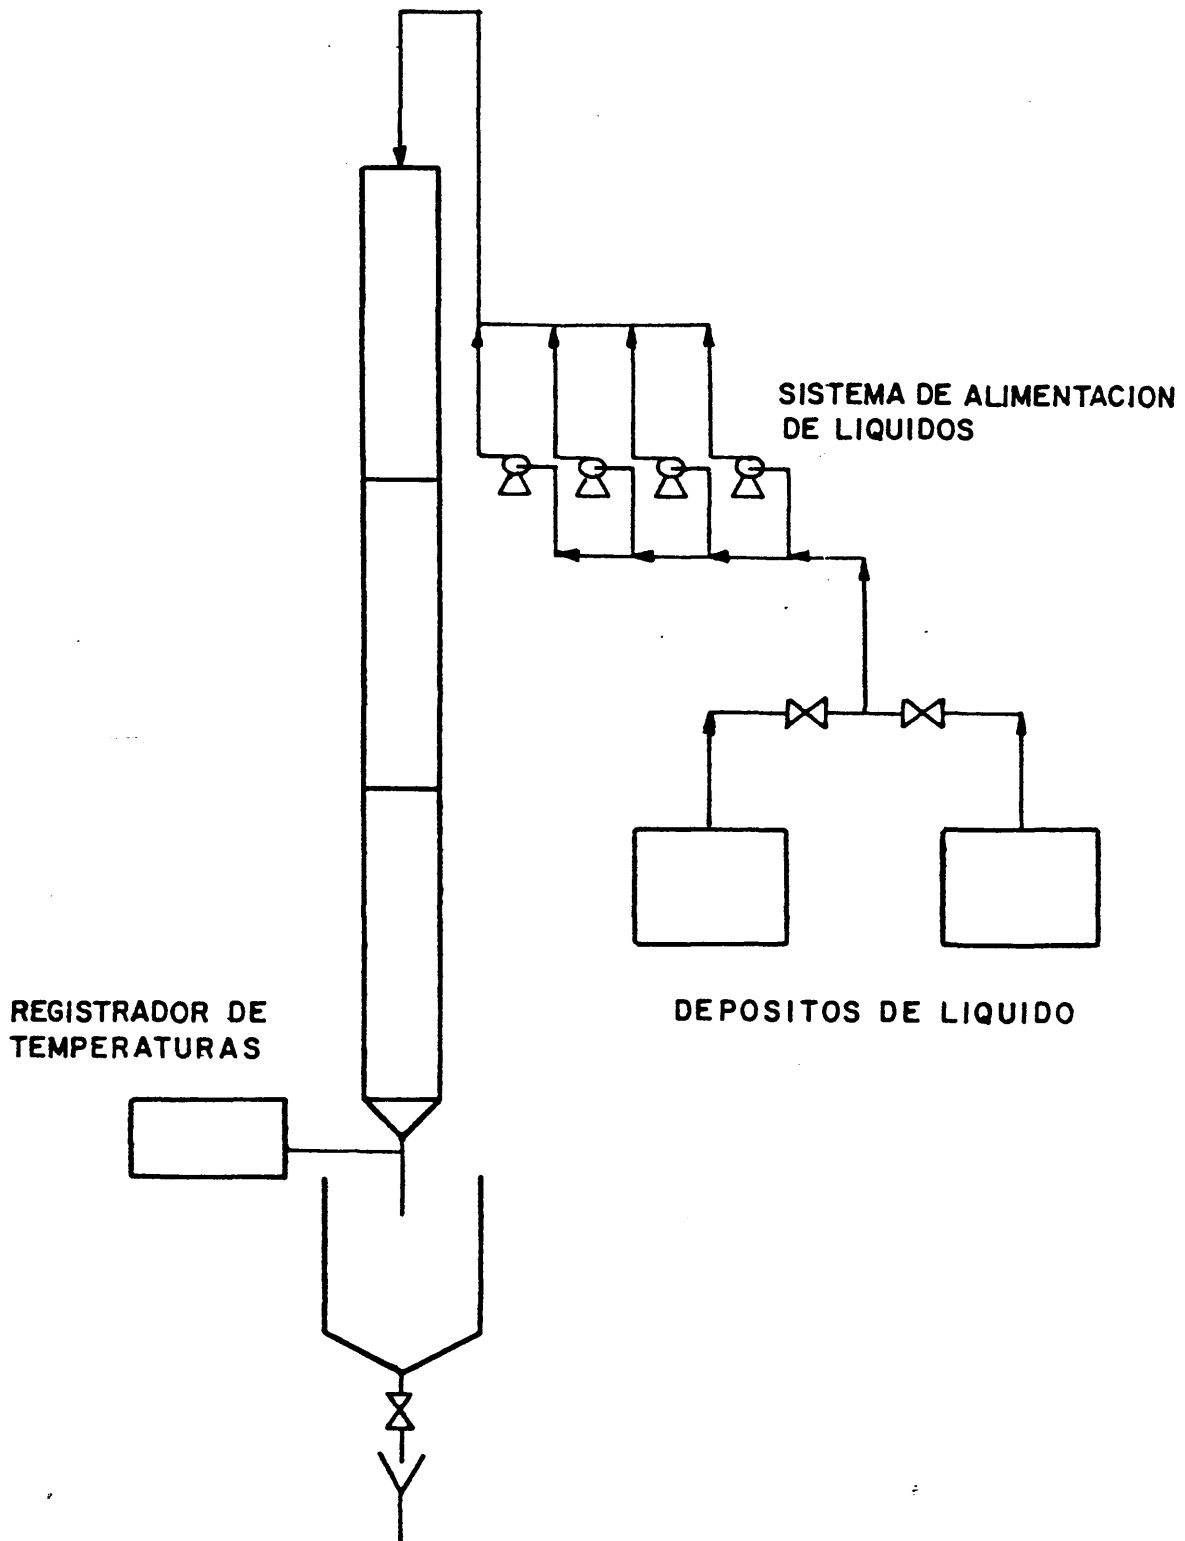 SISTEMA DE ALIMENTACION
DE LIQUIDOS
DEPOSITOS DE LIQUIDO
REGISTRADOR DE
TEMPERATURAS